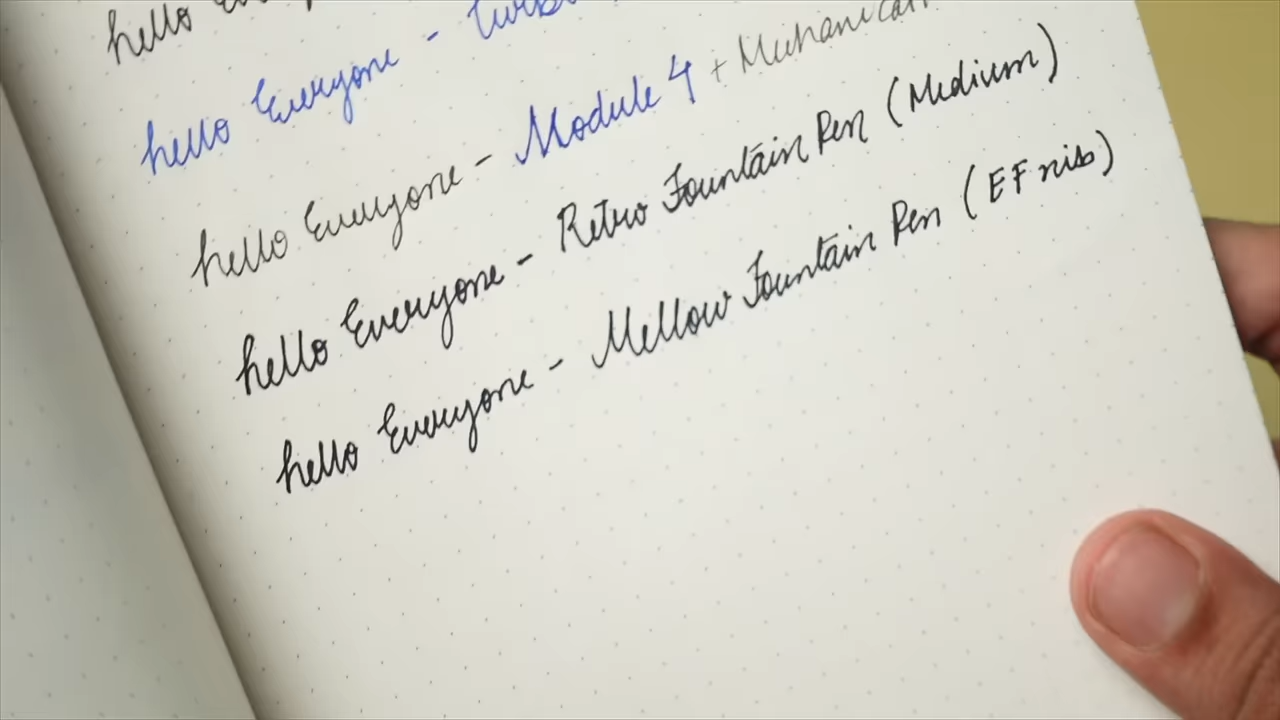 hello
hello Everyone -
hello Everyone - Module 4 + Mechanical
hello Everyone - Retro Fountain Pen (Medium)
hello Everyone - Mellow Fountain Pen (EF nib)